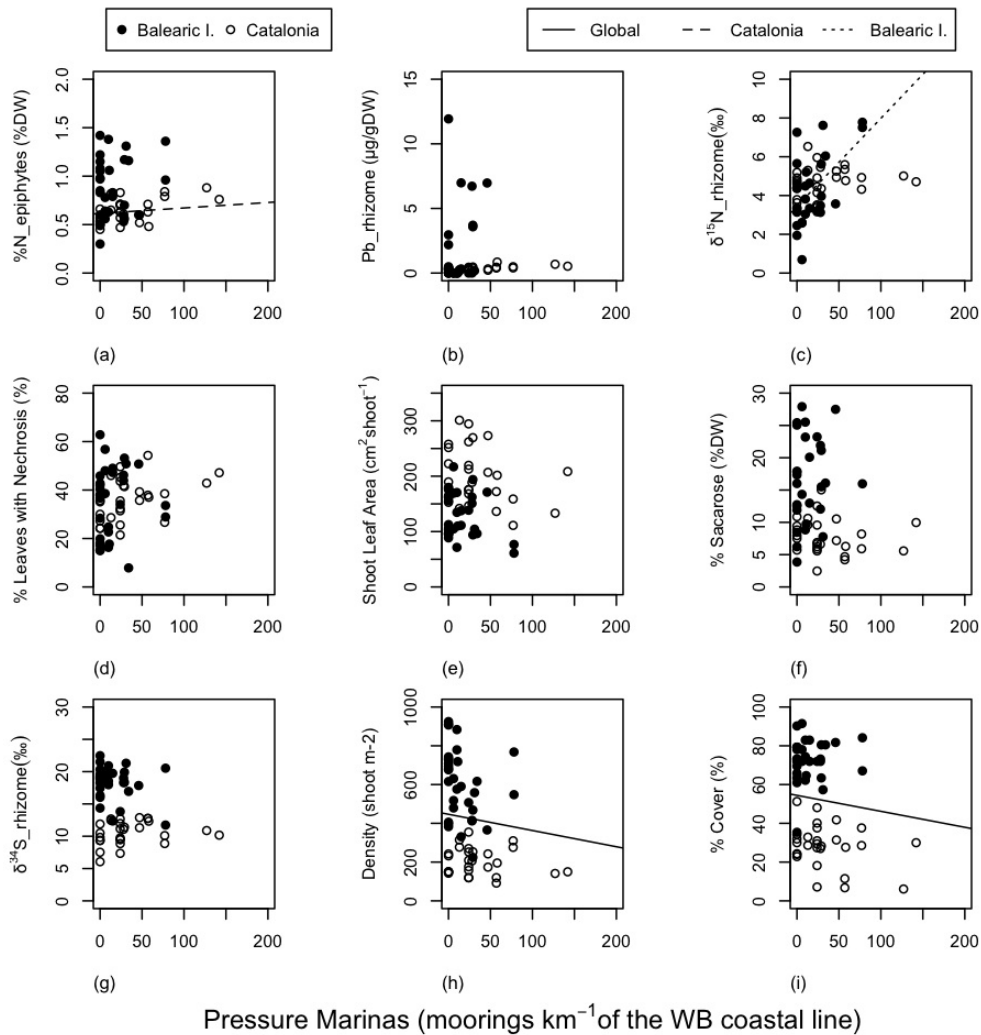 Balearic I. Catalonia
Global Catalonia Balearic I.
%N_epiphytes (%DW)
0.0 0.5 1.0 1.5 2.0
0 50 100 200
(a)
Pb_rhizome (µg/gDW)
0 5 10 15
0 50 100 200
(b)
δ¹⁵N_rhizome(‰)
0 2 4 6 8 10
0 50 100 200
(c)
% Leaves with Nechrosis (%)
0 20 40 60 80
0 50 100 200
(d)
Shoot Leaf Area (cm² shoot⁻¹)
0 100 200 300
0 50 100 200
(e)
% Sacarose (%DW)
0 5 10 20 30
0 50 100 200
(f)
δ³⁴S_rhizome(‰)
0 5 10 20 30
0 50 100 200
(g)
Density (shoot m-2)
0 200 600 1000
0 50 100 200
(h)
% Cover (%)
0 20 40 60 80 100
0 50 100 200
(i)
Pressure Marinas (moorings km⁻¹of the WB coastal line)